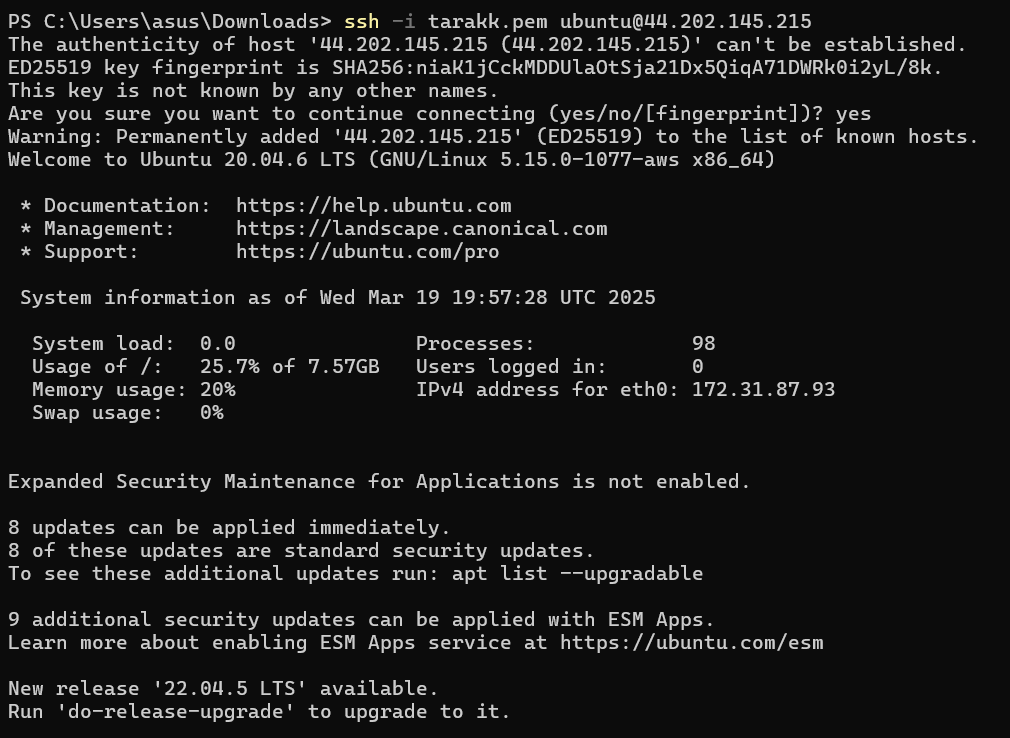 PS C:\Users\asus\Downloads> ssh -i tarakk.pem ubuntu@44.202.145.215
The authenticity of host '44.202.145.215 (44.202.145.215)' can't be established.
ED25519 key fingerprint is SHA256:niaK1jCckMDDUlaOtSja21Dx5QiqA71DWRk0i2yL/8k.
This key is not known by any other names.
Are you sure you want to continue connecting (yes/no/[fingerprint])? yes
Warning: Permanently added '44.202.145.215' (ED25519) to the list of known hosts.
Welcome to Ubuntu 20.04.6 LTS (GNU/Linux 5.15.0-1077-aws x86_64)

 * Documentation:  https://help.ubuntu.com
 * Management:     https://landscape.canonical.com
 * Support:        https://ubuntu.com/pro

 System information as of Wed Mar 19 19:57:28 UTC 2025

  System load:  0.0               Processes:             98
  Usage of /:   25.7% of 7.57GB   Users logged in:       0
  Memory usage: 20%               IPv4 address for eth0: 172.31.87.93
  Swap usage:   0%

Expanded Security Maintenance for Applications is not enabled.

8 updates can be applied immediately.
8 of these updates are standard security updates.
To see these additional updates run: apt list --upgradable

9 additional security updates can be applied with ESM Apps.
Learn more about enabling ESM Apps service at https://ubuntu.com/esm

New release '22.04.5 LTS' available.
Run 'do-release-upgrade' to upgrade to it.